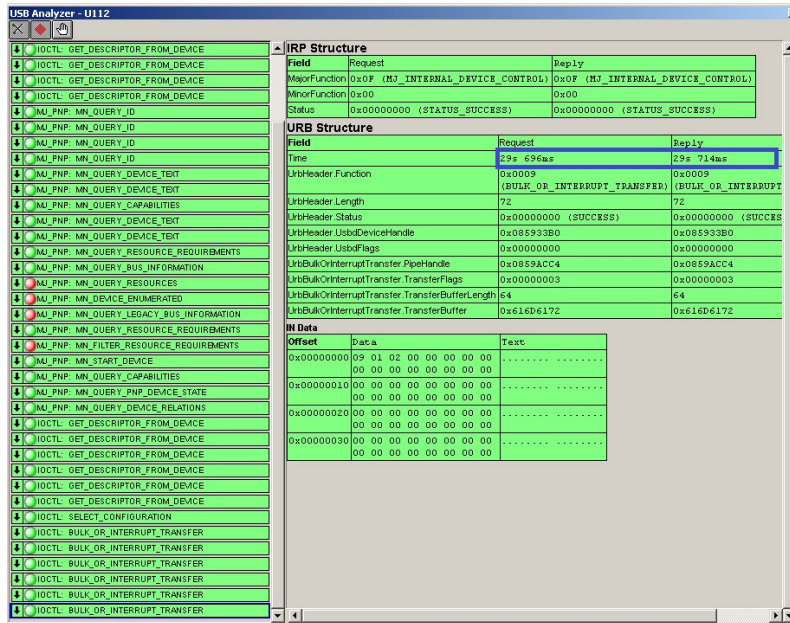 USB Analyzer - U112
IOCTL: GET_DESCRIPTOR_FROM_DEVICE
IOCTL: GET_DESCRIPTOR_FROM_DEVICE
IOCTL: GET_DESCRIPTOR_FROM_DEVICE
IOCTL: GET_DESCRIPTOR_FROM_DEVICE
MJ_PNP: MN_QUERY_ID
MJ_PNP: MN_QUERY_ID
MJ_PNP: MN_QUERY_ID
MJ_PNP: MN_QUERY_ID
MJ_PNP: MN_QUERY_DEVICE_TEXT
MJ_PNP: MN_QUERY_CAPABILITIES
MJ_PNP: MN_QUERY_DEVICE_TEXT
MJ_PNP: MN_QUERY_DEVICE_TEXT
MJ_PNP: MN_QUERY_RESOURCE_REQUIREMENTS
MJ_PNP: MN_QUERY_BUS_INFORMATION
MJ_PNP: MN_QUERY_RESOURCES
MJ_PNP: MN_DEVICE_ENUMERATED
MJ_PNP: MN_QUERY_LEGACY_BUS_INFORMATION
MJ_PNP: MN_QUERY_RESOURCE_REQUIREMENTS
MJ_PNP: MN_FILTER_RESOURCE_REQUIREMENTS
MJ_PNP: MN_START_DEVICE
MJ_PNP: MN_QUERY_CAPABILITIES
MJ_PNP: MN_QUERY_PNP_DEVICE_STATE
MJ_PNP: MN_QUERY_DEVICE_RELATIONS
IOCTL: GET_DESCRIPTOR_FROM_DEVICE
IOCTL: GET_DESCRIPTOR_FROM_DEVICE
IOCTL: GET_DESCRIPTOR_FROM_DEVICE
IOCTL: GET_DESCRIPTOR_FROM_DEVICE
IOCTL: GET_DESCRIPTOR_FROM_DEVICE
IOCTL: GET_DESCRIPTOR_FROM_DEVICE
IOCTL: SELECT_CONFIGURATION
IOCTL: BULK_OR_INTERRUPT_TRANSFER
IOCTL: BULK_OR_INTERRUPT_TRANSFER
IOCTL: BULK_OR_INTERRUPT_TRANSFER
IOCTL: BULK_OR_INTERRUPT_TRANSFER
IOCTL: BULK_OR_INTERRUPT_TRANSFER
IOCTL: BULK_OR_INTERRUPT_TRANSFER
IRP Structure
Field Request Reply
MajorFunction 0x0F (MJ_INTERNAL_DEVICE_CONTROL) 0x0F (MJ_INTERNAL_DEVICE_CONTROL)
MinorFunction 0x00 0x00
Status 0x00000000 (STATUS_SUCCESS) 0x00000000 (STATUS_SUCCESS)
URB Structure
Field Request Reply
Time 29s 696ms 29s 714ms
UrbHeader.Function 0x0009 0x0009
(BULK_OR_INTERRUPT_TRANSFER) (BULK_OR_INTERRUPT
UrbHeader.Length 72 72
UrbHeader.Status 0x00000000 (SUCCESS) 0x00000000 (SUCCES
UrbHeader.UsbdDeviceHandle 0x085933B0 0x085933B0
UrbHeader.UsbdFlags 0x00000000 0x00000000
UrbBulkOrInterruptTransfer.PipeHandle 0x0859ACC4 0x0859ACC4
UrbBulkOrInterruptTransfer.TransferFlags 0x00000003 0x00000003
UrbBulkOrInterruptTransfer.TransferBufferLength 64 64
UrbBulkOrInterruptTransfer.TransferBuffer 0x616D6172 0x616D6172
IN Data
Offset Data Text
0x00000000 09 01 02 00 00 00 00 00 ........ ........
00 00 00 00 00 00 00 00
0x00000010 00 00 00 00 00 00 00 00 ........ ........
00 00 00 00 00 00 00 00
0x00000020 00 00 00 00 00 00 00 00 ........ ........
00 00 00 00 00 00 00 00
0x00000030 00 00 00 00 00 00 00 00 ........ ........
00 00 00 00 00 00 00 00